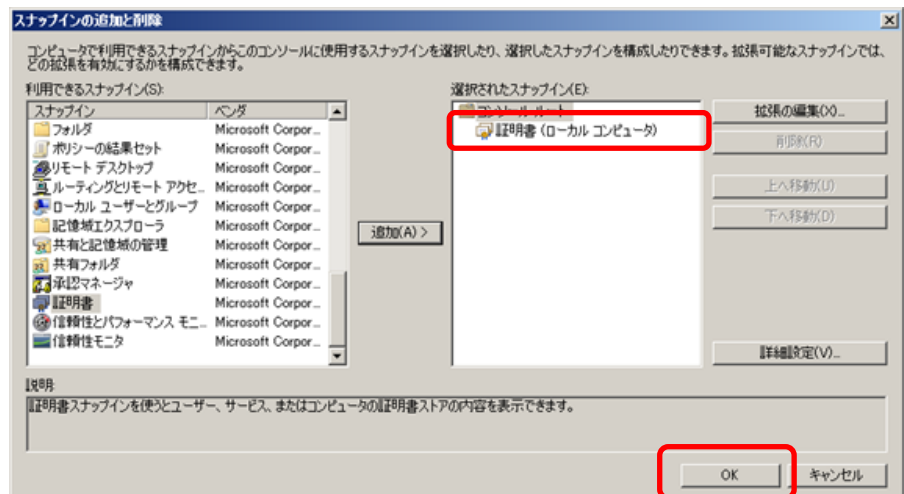 スナップインの追加と削除
コンピュータで利用できるスナップインからこのコンソールに使用するスナップインを選択したり、選択したスナップインを構成したりできます。拡張可能なスナップインでは、
どの拡張を有効にするかを構成できます。
利用できるスナップイン(S):
スナップイン ベンダ
フォルダ Microsoft Corpor...
ポリシーの結果セット Microsoft Corpor...
リモート デスクトップ Microsoft Corpor...
ルーティングとリモート アクセ... Microsoft Corpor...
ローカル ユーザーとグループ Microsoft Corpor...
記憶域エクスプローラ Microsoft Corpor...
共有と記憶域の管理 Microsoft Corpor...
共有フォルダ Microsoft Corpor...
承認マネージャ Microsoft Corpor...
証明書 Microsoft Corpor...
信頼性とパフォーマンス モニ... Microsoft Corpor...
信頼性モニタ Microsoft Corpor...
追加(A) >
選択されたスナップイン(E):
コンソール ルート
証明書 (ローカル コンピュータ)
拡張の編集(X)...
削除(R)
上へ移動(U)
下へ移動(D)
詳細設定(V)...
説明:
証明書スナップインを使うとユーザー、サービス、またはコンピュータの証明書ストアの内容を表示できます。
OK
キャンセル